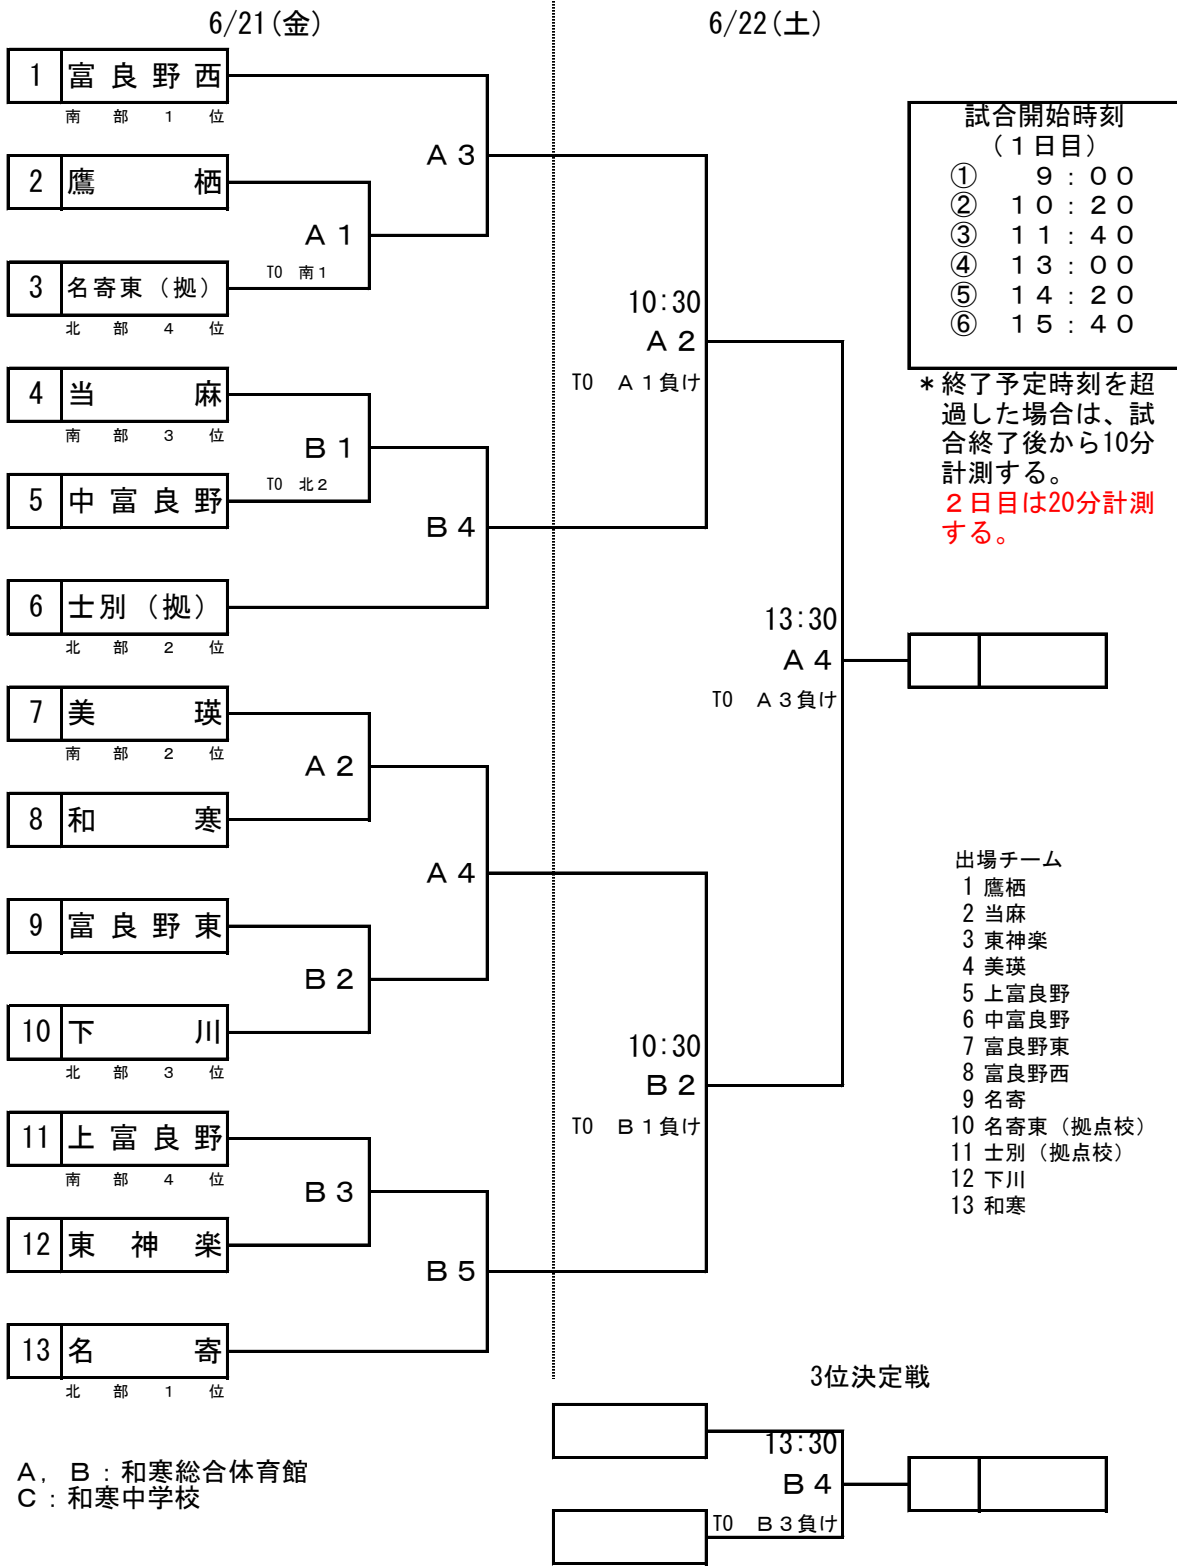 6/21(金)
6/22(土)
1 富良野西
南部1位
A3
2 鷹栖
A1
TO 南1
3 名寄東（拠）
北部4位
10:30
A2
TO A1負け
4 当麻
南部3位
B1
TO 北2
5 中富良野
B4
6 士別（拠）
北部2位
13:30
A4
TO A3負け
7 美瑛
南部2位
A2
8 和寒
A4
9 富良野東
B2
10 下川
北部3位
10:30
B2
TO B1負け
11 上富良野
南部4位
B3
12 東神楽
B5
13 名寄
北部1位
試合開始時刻
（１日目）
① 9：00
② 10：20
③ 11：40
④ 13：00
⑤ 14：20
⑥ 15：40
＊終了予定時刻を超
過した場合は、試
合終了後から10分
計測する。
２日目は20分計測
する。
出場チーム
1 鷹栖
2 当麻
3 東神楽
4 美瑛
5 上富良野
6 中富良野
7 富良野東
8 富良野西
9 名寄
10 名寄東（拠点校）
11 士別（拠点校）
12 下川
13 和寒
3位決定戦
13:30
B4
TO B3負け
A，B：和寒総合体育館
C：和寒中学校